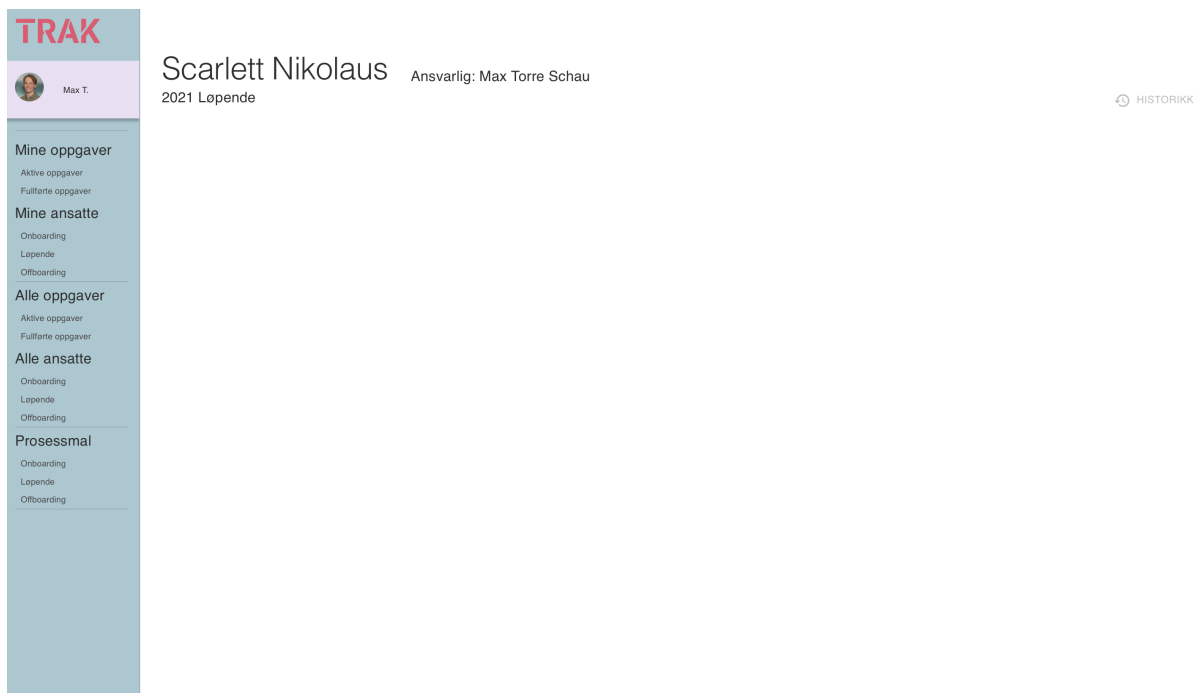 TRAK
Max T.
Mine oppgaver
Aktive oppgaver
Fullførte oppgaver
Mine ansatte
Onboarding
Løpende
Offboarding
Alle oppgaver
Aktive oppgaver
Fullførte oppgaver
Alle ansatte
Onboarding
Løpende
Offboarding
Prosessmal
Onboarding
Løpende
Offboarding
Scarlett Nikolaus Ansvarlig: Max Torre Schau
2021 Løpende
HISTORIKK